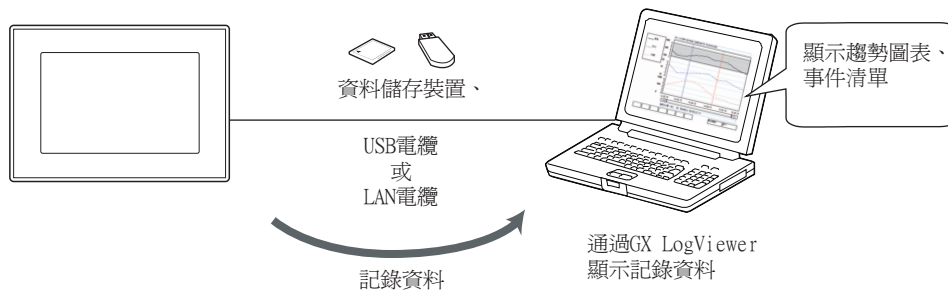 資料儲存裝置、
USB電纜
或
LAN電纜
記錄資料
顯示趨勢圖表、
事件清單
通過GX LogViewer
顯示記錄資料